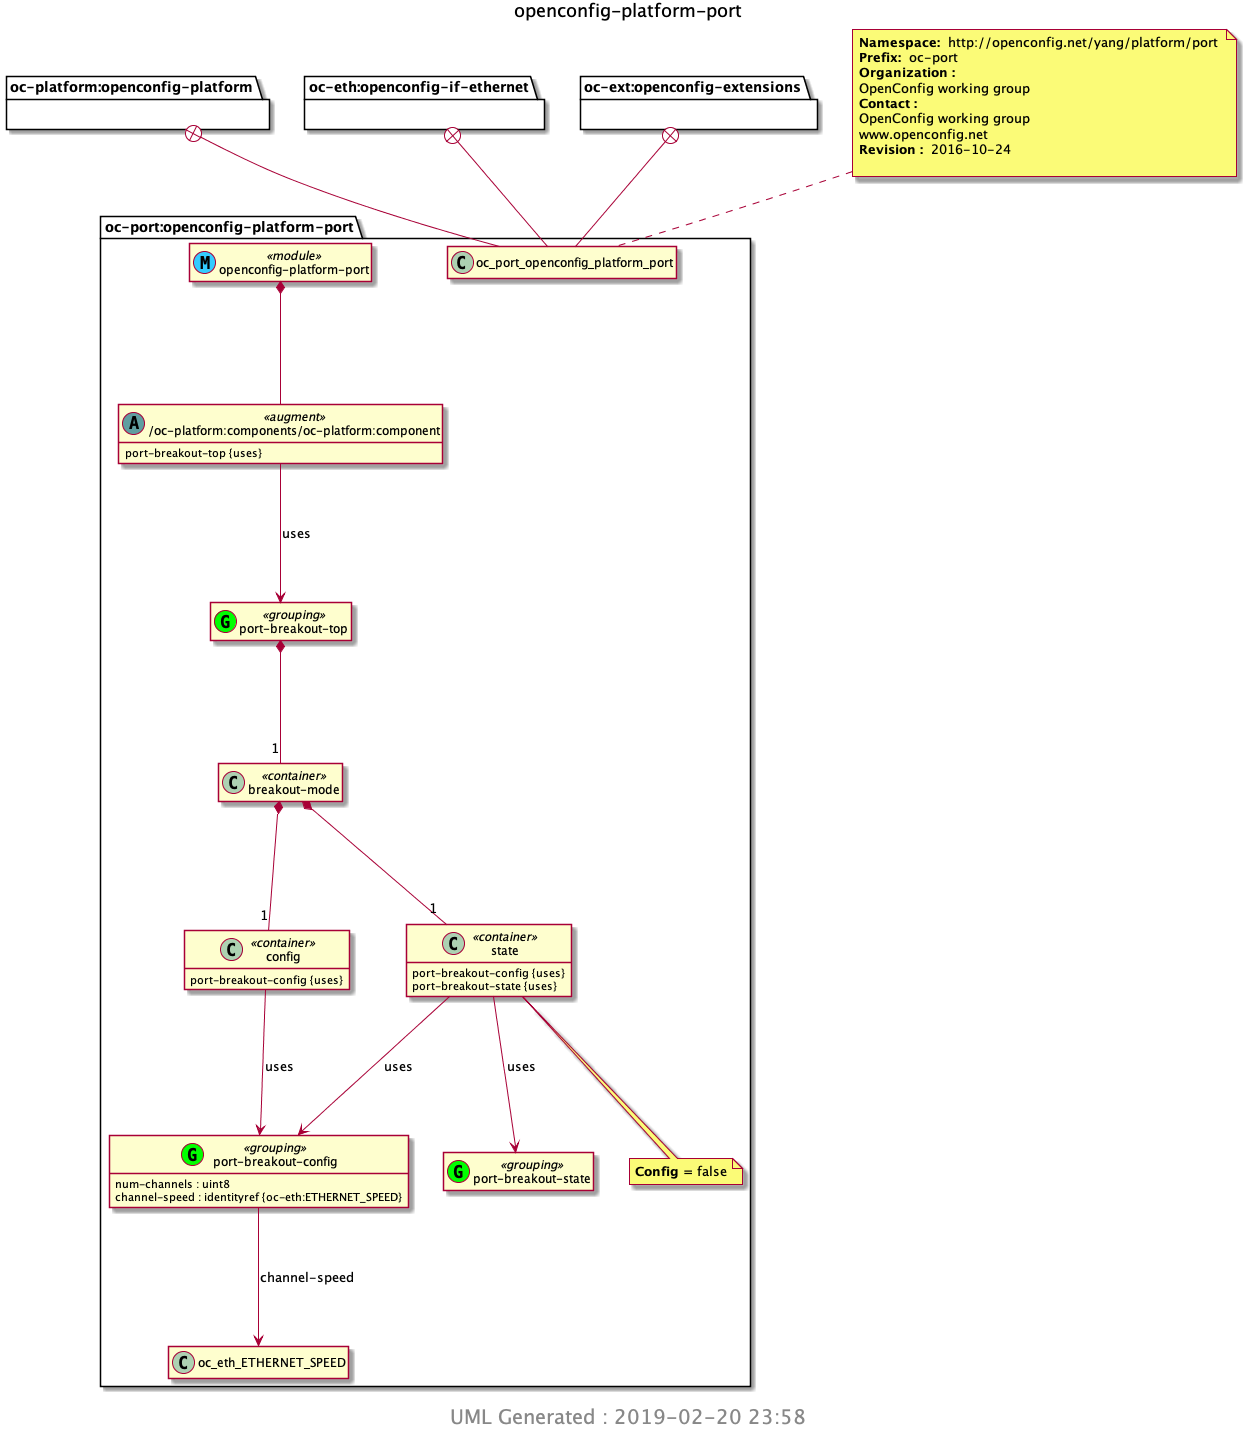 openconfig-platform-port
Namespace: http://openconfig.net/yang/platform/port
Prefix: oc-port
Organization :
OpenConfig working group
Contact :
OpenConfig working group
www.openconfig.net
Revision : 2016-10-24
oc-platform:openconfig-platform
oc-eth:openconfig-if-ethernet
oc-ext:openconfig-extensions
oc-port:openconfig-platform-port
M «module»
openconfig-platform-port
C oc_port_openconfig_platform_port
A «augment»
/oc-platform:components/oc-platform:component
port-breakout-top {uses}
uses
G «grouping»
port-breakout-top
1
C «container»
breakout-mode
1
1
C «container»
config
port-breakout-config {uses}
C «container»
state
port-breakout-config {uses}
port-breakout-state {uses}
uses
uses
uses
G «grouping»
port-breakout-config
num-channels : uint8
channel-speed : identityref {oc-eth:ETHERNET_SPEED}
G «grouping»
port-breakout-state
Config = false
channel-speed
C oc_eth_ETHERNET_SPEED
UML Generated : 2019-02-20 23:58